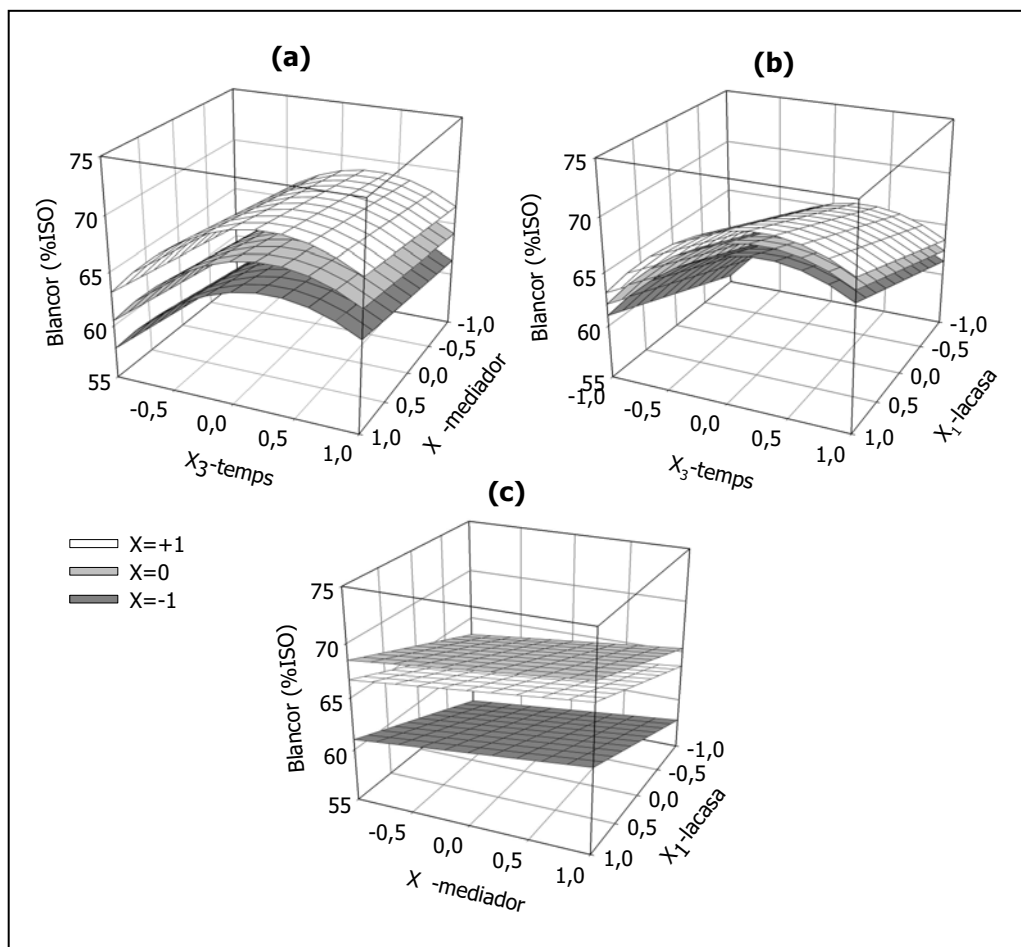 (a)
75
70
65
60
55
Blancor (%ISO)
-0,5
0,0
0,5
1,0
X3-temps
-1,0
-0,5
0,0
0,5
1,0
X -mediador
(b)
75
70
65
60
55
Blancor (%ISO)
-1,0
-0,5
0,0
0,5
1,0
X3-temps
-1,0
-0,5
0,0
0,5
1,0
X1-lacasa
X=+1
X=0
X=-1
(c)
75
70
65
60
55
Blancor (%ISO)
-0,5
0,0
0,5
1,0
X -mediador
-1,0
-0,5
0,0
0,5
1,0
X1-lacasa